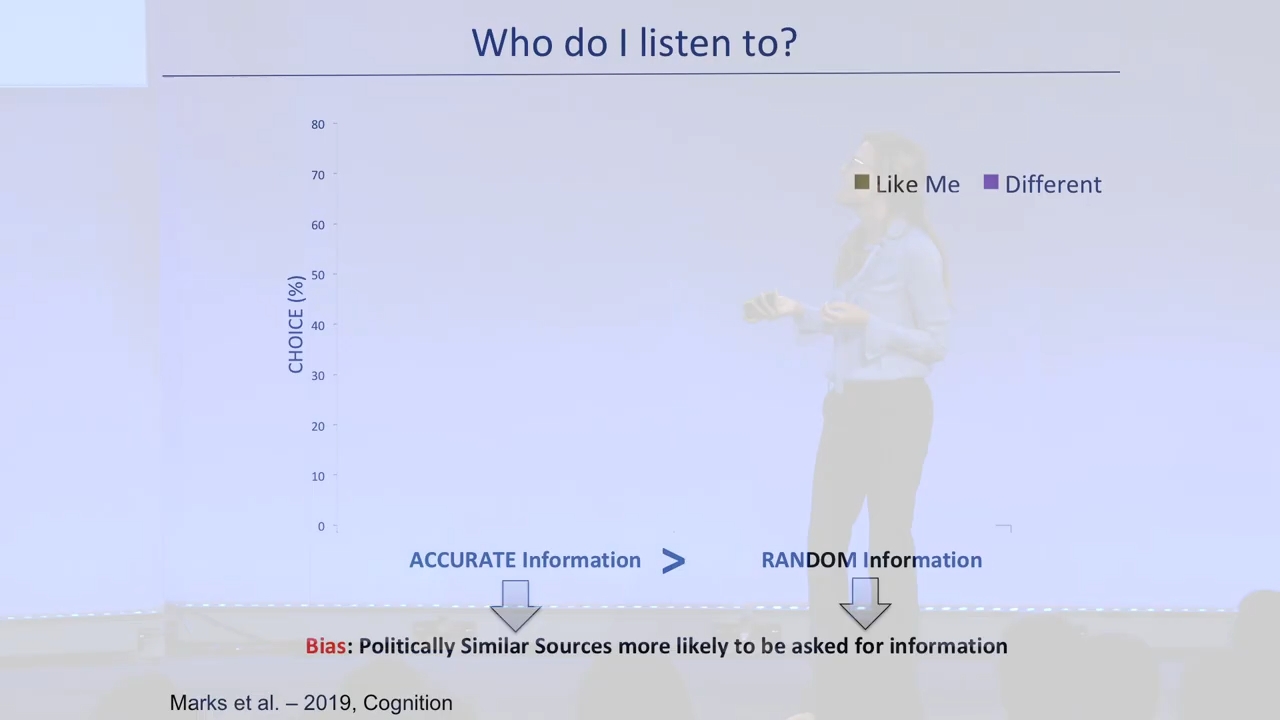 Who do I listen to?
80
70
60
50
40
30
20
10
0
CHOICE (%)
Like Me
Different
ACCURATE Information > RANDOM Information
Bias: Politically Similar Sources more likely to be asked for information
Marks et al. – 2019, Cognition